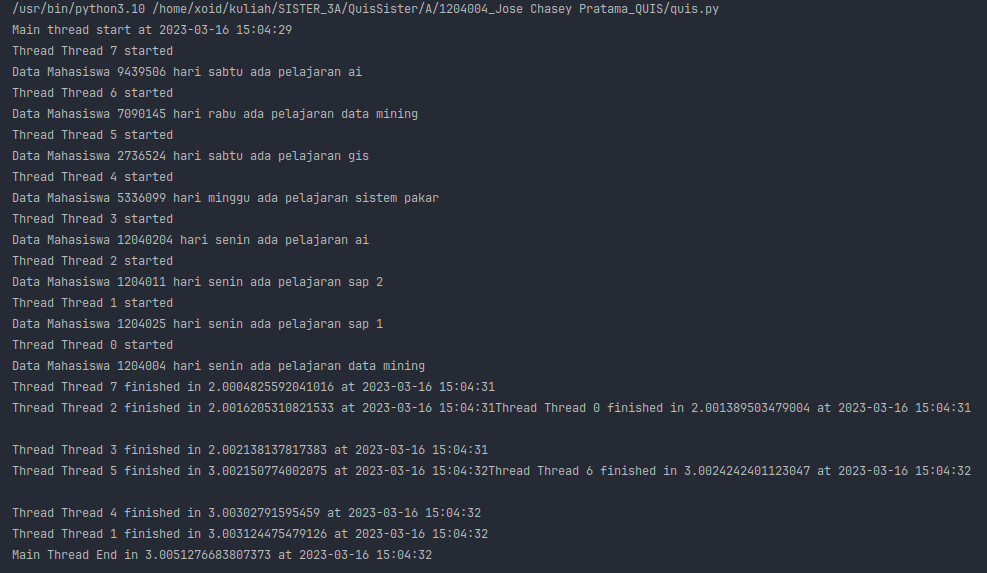 /usr/bin/python3.10 /home/xoid/kuliah/SISTER_3A/QuisSister/A/1204004_Jose Chasey Pratama_QUIS/quis.py
Main thread start at 2023-03-16 15:04:29
Thread Thread 7 started
Data Mahasiswa 9439506 hari sabtu ada pelajaran ai
Thread Thread 6 started
Data Mahasiswa 7090145 hari rabu ada pelajaran data mining
Thread Thread 5 started
Data Mahasiswa 2736524 hari sabtu ada pelajaran gis
Thread Thread 4 started
Data Mahasiswa 5336099 hari minggu ada pelajaran sistem pakar
Thread Thread 3 started
Data Mahasiswa 12040204 hari senin ada pelajaran ai
Thread Thread 2 started
Data Mahasiswa 1204011 hari senin ada pelajaran sap 2
Thread Thread 1 started
Data Mahasiswa 1204025 hari senin ada pelajaran sap 1
Thread Thread 0 started
Data Mahasiswa 1204004 hari senin ada pelajaran data mining
Thread Thread 7 finished in 2.0004825592041016 at 2023-03-16 15:04:31
Thread Thread 2 finished in 2.0016205310821533 at 2023-03-16 15:04:31Thread Thread 0 finished in 2.001389503479004 at 2023-03-16 15:04:31
Thread Thread 3 finished in 2.002138137817383 at 2023-03-16 15:04:31
Thread Thread 5 finished in 3.002150774002075 at 2023-03-16 15:04:32Thread Thread 6 finished in 3.0024242401123047 at 2023-03-16 15:04:32
Thread Thread 4 finished in 3.00302791595459 at 2023-03-16 15:04:32
Thread Thread 1 finished in 3.003124475479126 at 2023-03-16 15:04:32
Main Thread End in 3.0051276683807373 at 2023-03-16 15:04:32